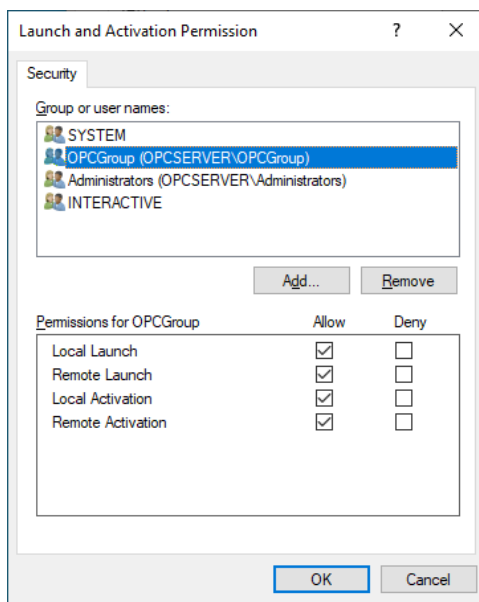 Launch and Activation Permission ? X
Security
Group or user names:
SYSTEM
OPCGroup (OPCSERVER\OPCGroup)
Administrators (OPCSERVER\Administrators)
INTERACTIVE
Add... Remove
Permissions for OPCGroup Allow Deny
Local Launch
Remote Launch
Local Activation
Remote Activation
OK Cancel